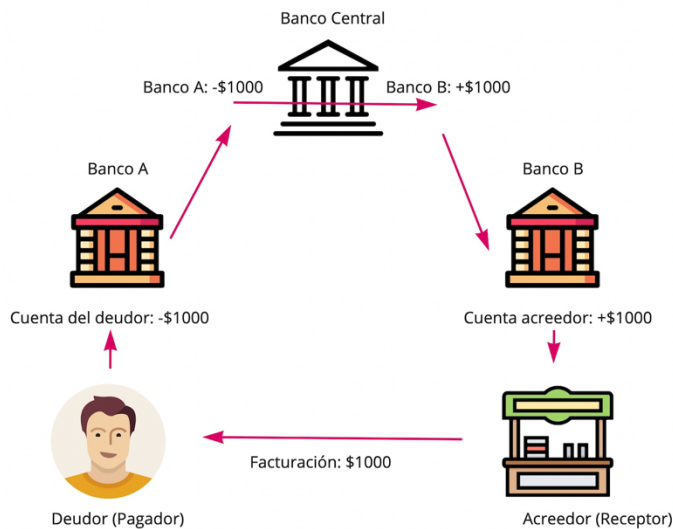 Banco Central
Banco A: -$1000
Banco B: +$1000
Banco A
Banco B
Cuenta del deudor: -$1000
Cuenta acreedor: +$1000
Facturación: $1000
Deudor (Pagador)
Acreedor (Receptor)